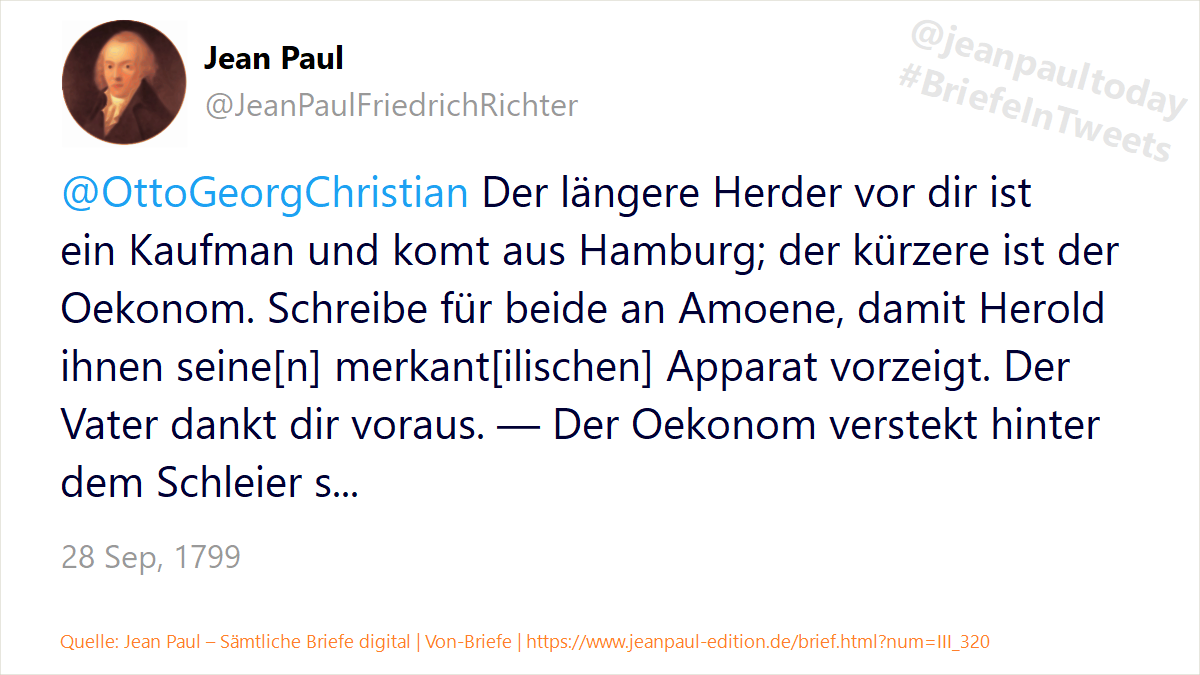 Jean Paul
@JeanPaulFriedrichRichter
@jeanpaultoday
#BriefeInTweets
@OttoGeorgChristian Der längere Herder vor dir ist
ein Kaufman und komt aus Hamburg; der kürzere ist der
Oekonom. Schreibe für beide an Amoene, damit Herold
ihnen seine[n] merkant[ilischen] Apparat vorzeigt. Der
Vater dankt dir voraus. — Der Oekonom verstekt hinter
dem Schleier s...
28 Sep, 1799
Quelle: Jean Paul – Sämtliche Briefe digital | Von-Briefe | https://www.jeanpaul-edition.de/brief.html?num=III_320